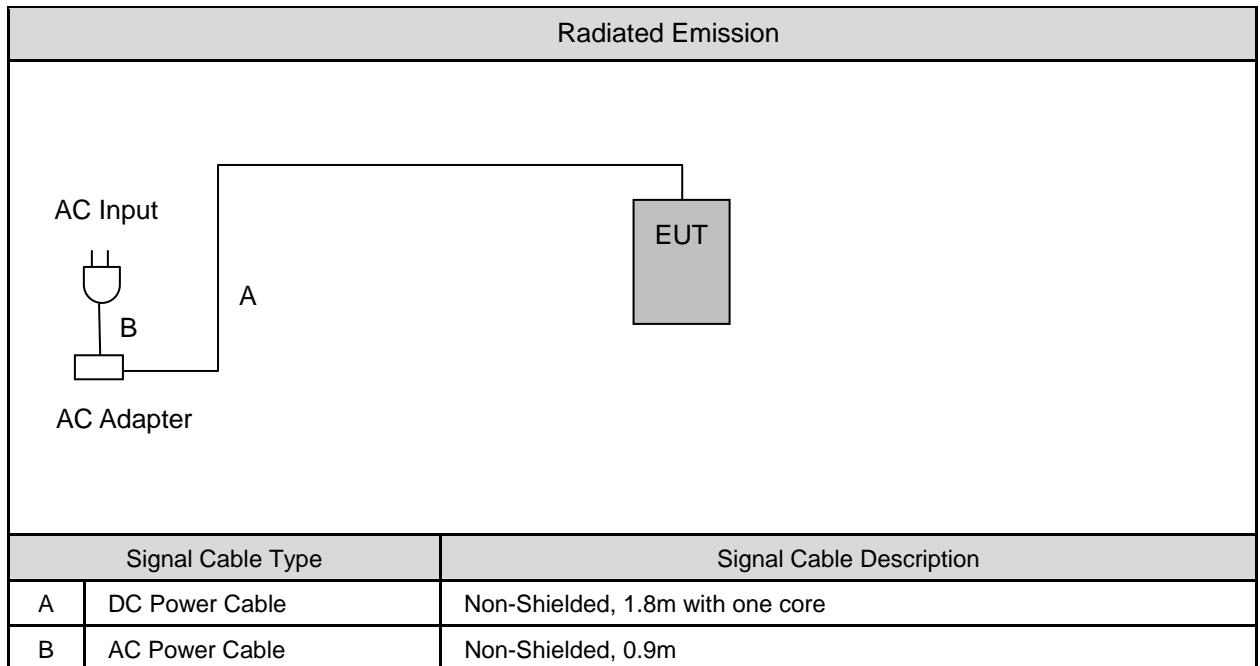 Radiated Emission
AC Input
EUT
A
B
AC Adapter
Signal Cable Type Signal Cable Description
A DC Power Cable Non-Shielded, 1.8m with one core
B AC Power Cable Non-Shielded, 0.9m